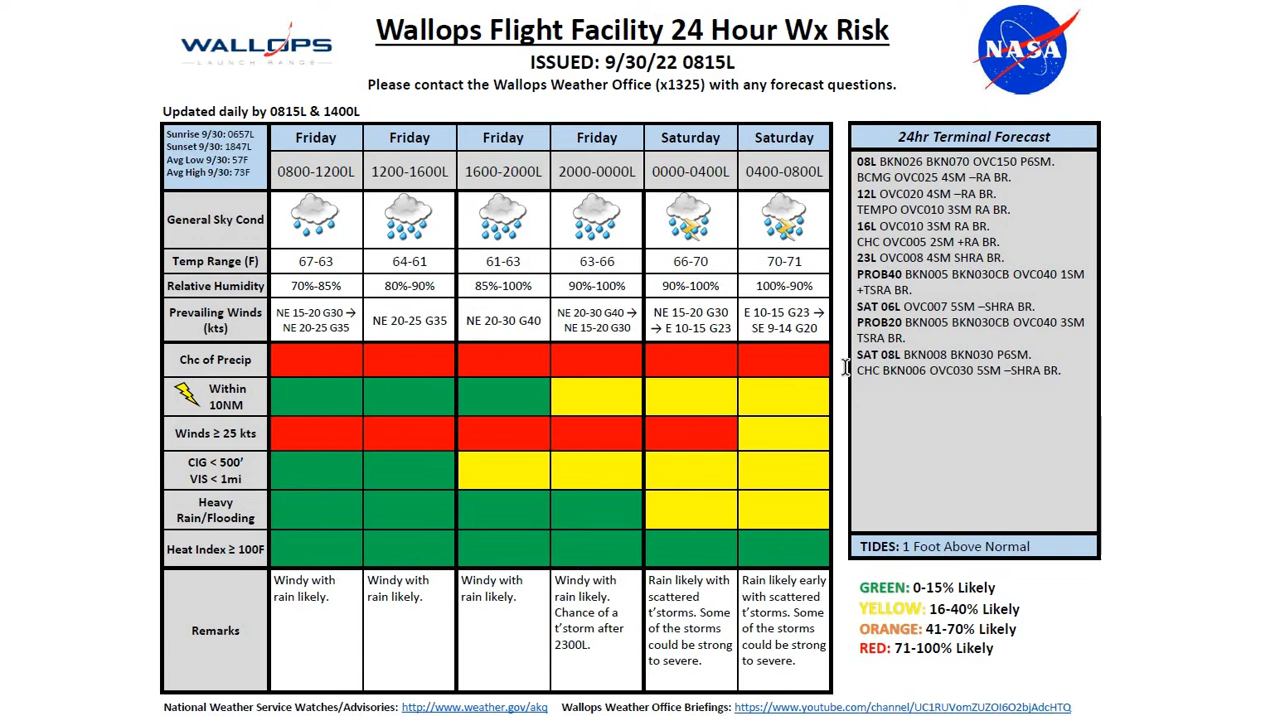 WALLOPS
LAUNCH RANGE
Wallops Flight Facility 24 Hour Wx Risk
ISSUED: 9/30/22 0815L
Please contact the Wallops Weather Office (x1325) with any forecast questions.
NASA
Updated daily by 0815L & 1400L
Sunrise 9/30: 0657L
Sunset 9/30: 1847L
Avg Low 9/30: 57F
Avg High 9/30: 73F
Friday Friday Friday Friday Saturday Saturday
0800-1200L 1200-1600L 1600-2000L 2000-0000L 0000-0400L 0400-0800L
General Sky Cond
Temp Range (F) 67-63 64-61 61-63 63-66 66-70 70-71
Relative Humidity 70%-85% 80%-90% 85%-100% 90%-100% 90%-100% 100%-90%
Prevailing Winds
(kts)
NE 15-20 G30 →
NE 20-25 G35
NE 20-25 G35
NE 20-30 G40
NE 20-30 G40 →
NE 15-20 G30
NE 15-20 G30
→ E 10-15 G23
E 10-15 G23 →
SE 9-14 G20
Chc of Precip
Within
10NM
Winds ≥ 25 kts
CIG < 500'
VIS < 1mi
Heavy
Rain/Flooding
Heat Index ≥ 100F
Remarks
Windy with
rain likely.
Windy with
rain likely.
Windy with
rain likely.
Windy with
rain likely.
Chance of a
t'storm after
2300L.
Rain likely with
scattered
t'storms. Some
of the storms
could be strong
to severe.
Rain likely early
with scattered
t'storms. Some
of the storms
could be strong
to severe.
24hr Terminal Forecast
08L BKN026 BKN070 OVC150 P6SM.
BCMG OVC025 4SM –RA BR.
12L OVC020 4SM –RA BR.
TEMPO OVC010 3SM RA BR.
16L OVC010 3SM RA BR.
CHC OVC005 2SM +RA BR.
23L OVC008 4SM SHRA BR.
PROB40 BKN005 BKN030CB OVC040 1SM
+TSRA BR.
SAT 06L OVC007 5SM –SHRA BR.
PROB20 BKN005 BKN030CB OVC040 3SM
TSRA BR.
SAT 08L BKN008 BKN030 P6SM.
CHC BKN006 OVC030 5SM –SHRA BR.
TIDES: 1 Foot Above Normal
GREEN: 0-15% Likely
YELLOW: 16-40% Likely
ORANGE: 41-70% Likely
RED: 71-100% Likely
National Weather Service Watches/Advisories: http://www.weather.gov/akq Wallops Weather Office Briefings: https://www.youtube.com/channel/UC1RUVomZUZOI6O2bjAdcHTQ